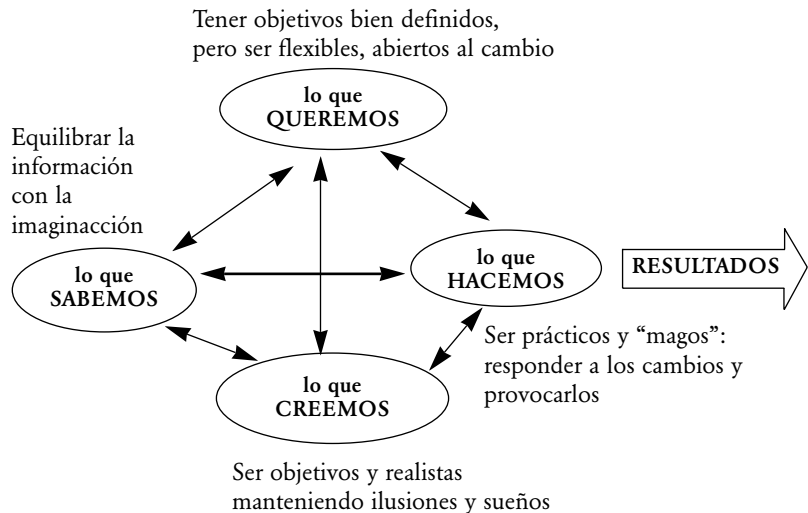 Tener objetivos bien definidos,
pero ser flexibles, abiertos al cambio
lo que
QUEREMOS
Equilibrar la
información
con la
imaginacción
lo que
SABEMOS
lo que
HACEMOS
RESULTADOS
Ser prácticos y “magos”:
responder a los cambios y
provocarlos
lo que
CREEMOS
Ser objetivos y realistas
manteniendo ilusiones y sueños